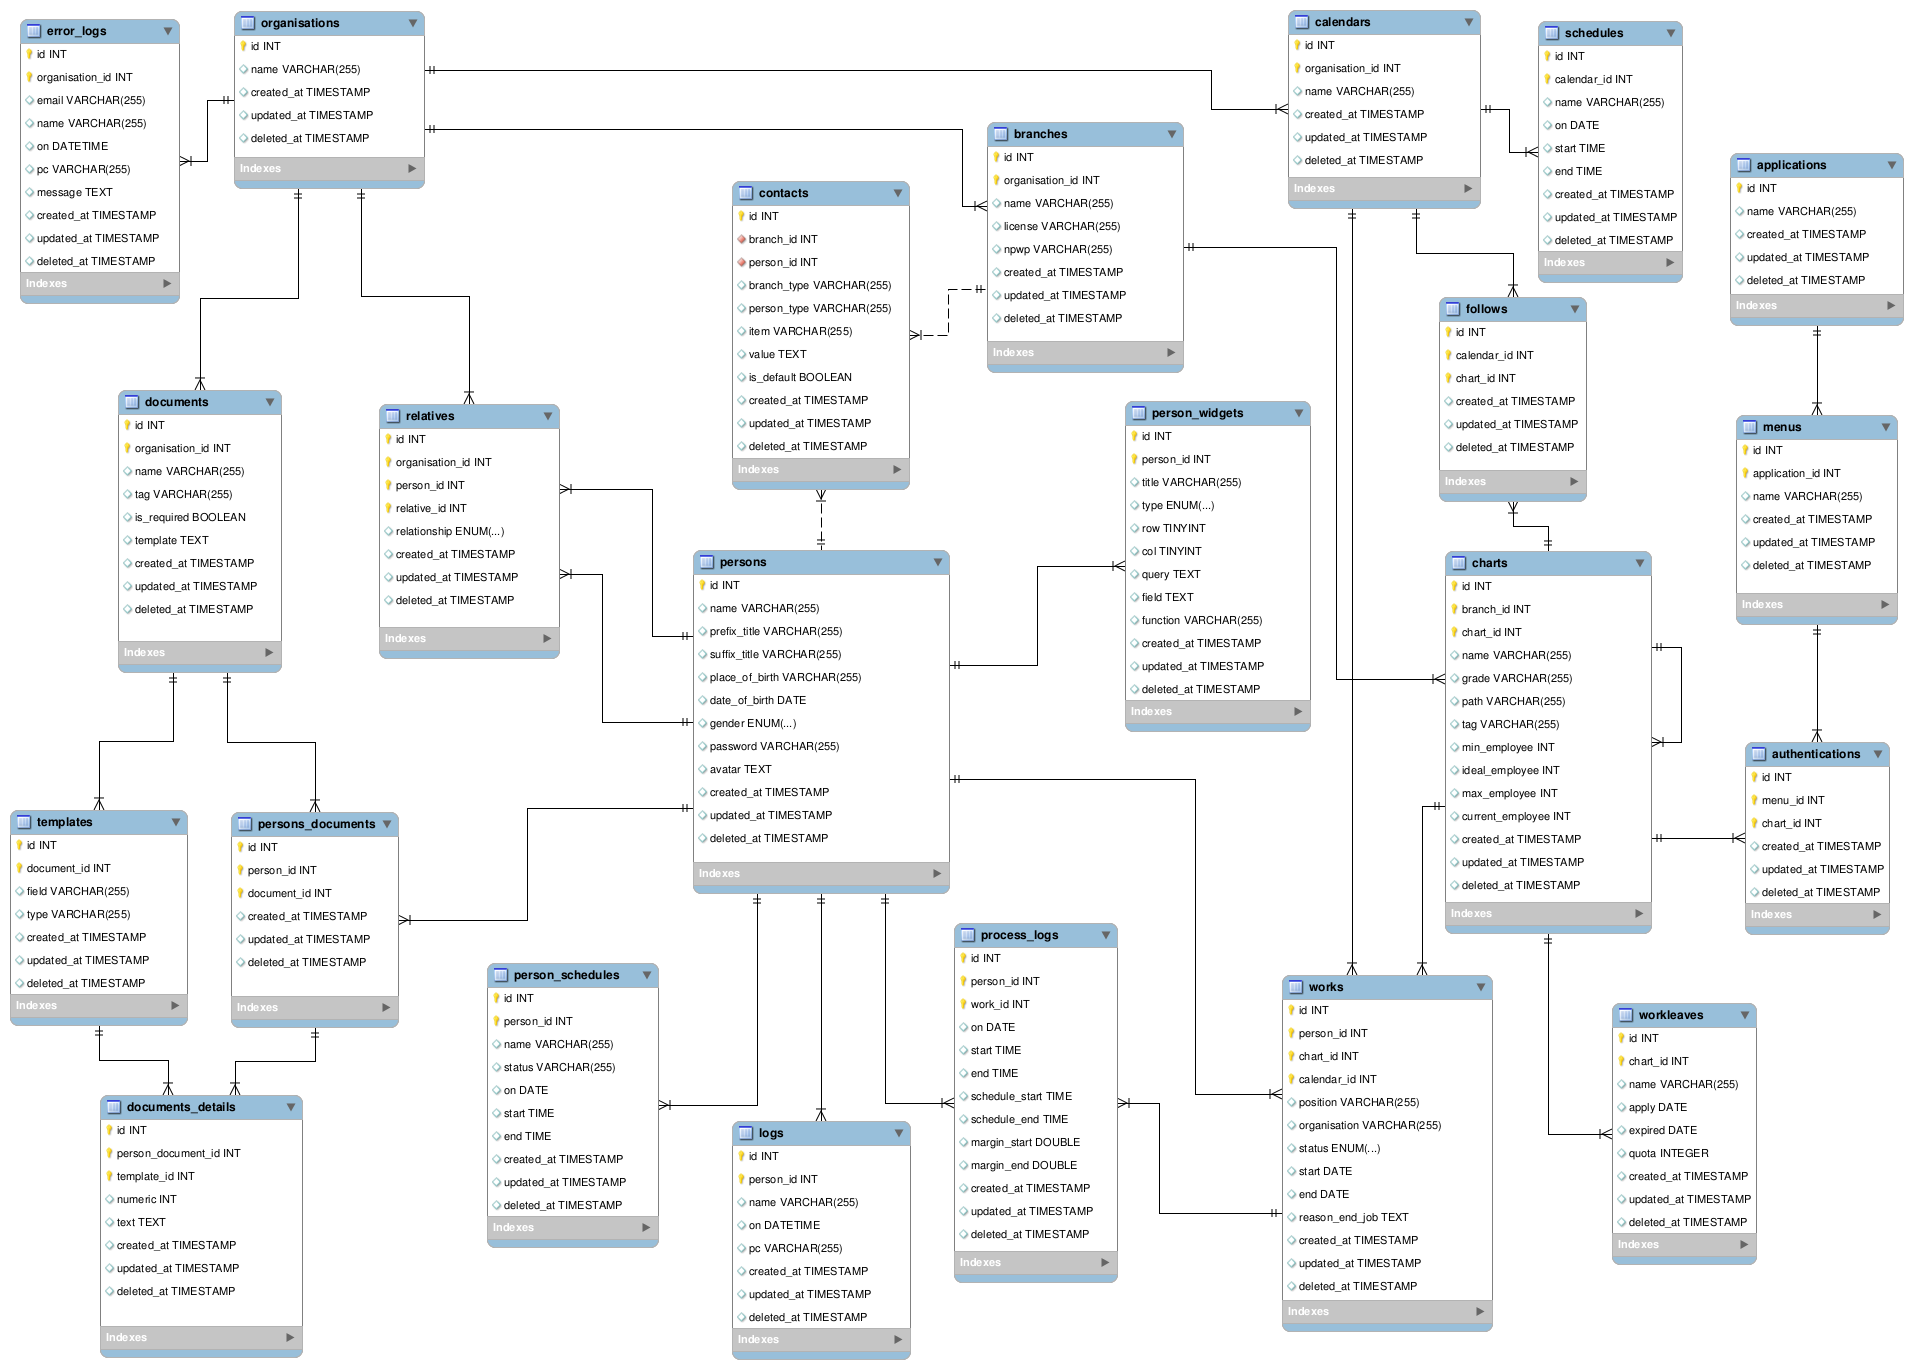 error_logs
id INT
organisation_id INT
email VARCHAR(255)
name VARCHAR(255)
on DATETIME
pc VARCHAR(255)
message TEXT
created_at TIMESTAMP
updated_at TIMESTAMP
deleted_at TIMESTAMP
Indexes
organisations
id INT
name VARCHAR(255)
created_at TIMESTAMP
updated_at TIMESTAMP
deleted_at TIMESTAMP
Indexes
calendars
id INT
organisation_id INT
name VARCHAR(255)
created_at TIMESTAMP
updated_at TIMESTAMP
deleted_at TIMESTAMP
Indexes
schedules
id INT
calendar_id INT
name VARCHAR(255)
on DATE
start TIME
end TIME
created_at TIMESTAMP
updated_at TIMESTAMP
deleted_at TIMESTAMP
Indexes
branches
id INT
organisation_id INT
name VARCHAR(255)
license VARCHAR(255)
npwp VARCHAR(255)
created_at TIMESTAMP
updated_at TIMESTAMP
deleted_at TIMESTAMP
Indexes
contacts
id INT
branch_id INT
person_id INT
branch_type VARCHAR(255)
person_type VARCHAR(255)
item VARCHAR(255)
value TEXT
is_default BOOLEAN
created_at TIMESTAMP
updated_at TIMESTAMP
deleted_at TIMESTAMP
Indexes
applications
id INT
name VARCHAR(255)
created_at TIMESTAMP
updated_at TIMESTAMP
deleted_at TIMESTAMP
Indexes
follows
id INT
calendar_id INT
chart_id INT
created_at TIMESTAMP
updated_at TIMESTAMP
deleted_at TIMESTAMP
Indexes
documents
id INT
organisation_id INT
name VARCHAR(255)
tag VARCHAR(255)
is_required BOOLEAN
template TEXT
created_at TIMESTAMP
updated_at TIMESTAMP
deleted_at TIMESTAMP
Indexes
relatives
id INT
organisation_id INT
person_id INT
relative_id INT
relationship ENUM(...)
created_at TIMESTAMP
updated_at TIMESTAMP
deleted_at TIMESTAMP
Indexes
person_widgets
id INT
person_id INT
title VARCHAR(255)
type ENUM(...)
row TINYINT
col TINYINT
query TEXT
field TEXT
function VARCHAR(255)
created_at TIMESTAMP
updated_at TIMESTAMP
deleted_at TIMESTAMP
Indexes
menus
id INT
application_id INT
name VARCHAR(255)
created_at TIMESTAMP
updated_at TIMESTAMP
deleted_at TIMESTAMP
Indexes
persons
id INT
name VARCHAR(255)
prefix_title VARCHAR(255)
suffix_title VARCHAR(255)
place_of_birth VARCHAR(255)
date_of_birth DATE
gender ENUM(...)
password VARCHAR(255)
avatar TEXT
created_at TIMESTAMP
updated_at TIMESTAMP
deleted_at TIMESTAMP
Indexes
charts
id INT
branch_id INT
chart_id INT
name VARCHAR(255)
grade VARCHAR(255)
path VARCHAR(255)
tag VARCHAR(255)
min_employee INT
ideal_employee INT
max_employee INT
current_employee INT
created_at TIMESTAMP
updated_at TIMESTAMP
deleted_at TIMESTAMP
Indexes
authentications
id INT
menu_id INT
chart_id INT
created_at TIMESTAMP
updated_at TIMESTAMP
deleted_at TIMESTAMP
Indexes
templates
id INT
document_id INT
field VARCHAR(255)
type VARCHAR(255)
created_at TIMESTAMP
updated_at TIMESTAMP
deleted_at TIMESTAMP
Indexes
persons_documents
id INT
person_id INT
document_id INT
created_at TIMESTAMP
updated_at TIMESTAMP
deleted_at TIMESTAMP
Indexes
person_schedules
id INT
person_id INT
name VARCHAR(255)
status VARCHAR(255)
on DATE
start TIME
end TIME
created_at TIMESTAMP
updated_at TIMESTAMP
deleted_at TIMESTAMP
Indexes
process_logs
id INT
person_id INT
work_id INT
on DATE
start TIME
end TIME
schedule_start TIME
schedule_end TIME
margin_start DOUBLE
margin_end DOUBLE
created_at TIMESTAMP
updated_at TIMESTAMP
deleted_at TIMESTAMP
Indexes
works
id INT
person_id INT
chart_id INT
calendar_id INT
position VARCHAR(255)
organisation VARCHAR(255)
status ENUM(...)
start DATE
end DATE
reason_end_job TEXT
created_at TIMESTAMP
updated_at TIMESTAMP
deleted_at TIMESTAMP
Indexes
workleaves
id INT
chart_id INT
name VARCHAR(255)
apply DATE
expired DATE
quota INTEGER
created_at TIMESTAMP
updated_at TIMESTAMP
deleted_at TIMESTAMP
Indexes
documents_details
id INT
person_document_id INT
template_id INT
numeric INT
text TEXT
created_at TIMESTAMP
updated_at TIMESTAMP
deleted_at TIMESTAMP
Indexes
logs
id INT
person_id INT
name VARCHAR(255)
on DATETIME
pc VARCHAR(255)
created_at TIMESTAMP
updated_at TIMESTAMP
deleted_at TIMESTAMP
Indexes